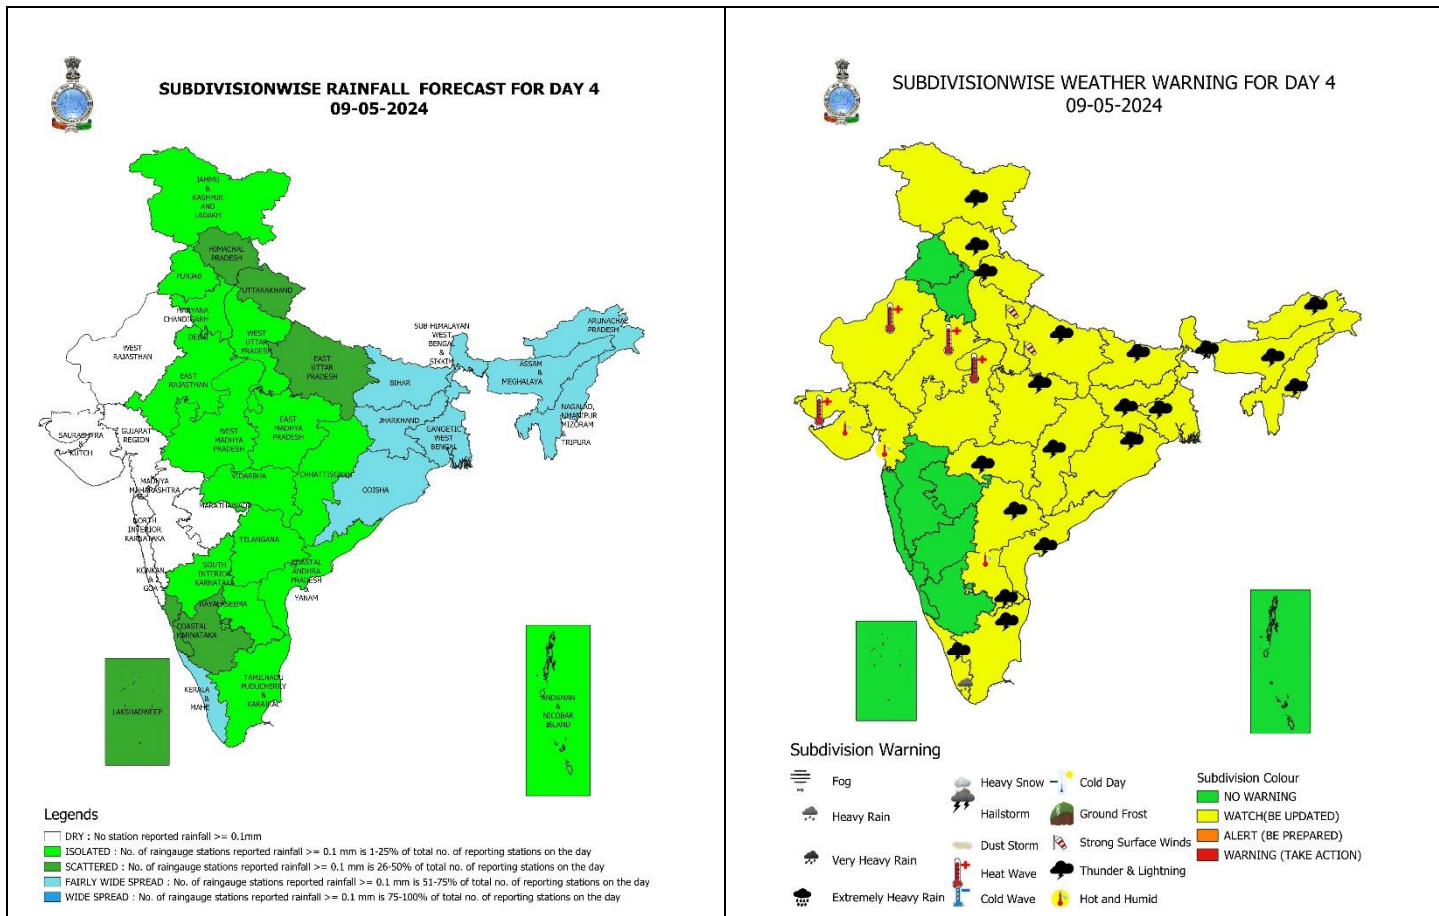 SUBDIVISIONWISE RAINFALL FORECAST FOR DAY 4
09-05-2024
JAMMU
&
KASHMIR
AND
LADAKH
HIMACHAL
PRADESH
PUNJAB
UTTARAKHAND
HARYANA
CHANDIGARH
&
DELHI
WEST
UTTAR
PRADESH
WEST
RAJASTHAN
EAST
RAJASTHAN
EAST
UTTAR
PRADESH
SUB-HIMALAYAN
WEST
BENGAL
&
SIKKIM
ARUNACHAL
PRADESH
ASSAM
&
MEGHALAYA
BIHAR
NAGALAD,
MANIPUR
MIZORAM
&
TRIPURA
JHARKHAND
GANGETIC
WEST
BENGAL
SAURASHTRA
&
KUTCH
GUJARAT
REGION
WEST
MADHYA
PRADESH
EAST
MADHYA
PRADESH
VIDARBHA
CHHATTISGARH
ODISHA
MADHYA
MAHARASHTRA
MARATHAWADA
NORTH
INTERIOR
KARNATAKA
TELANGANA
KONKAN
&
GOA
SOUTH
INTERIOR
KARNATAKA
COASTAL
ANDHRA
PRADESH
&
YANAM
RAYALASEEMA
COASTAL
KARNATAKA
KERALA
&
MAHE
TAMILNADU
PUDUCHERRY
&
KARAIKAL
LAKSHADWEEP
ANDAMAN
&
NICOBAR
ISLAND
Legends
DRY : No station reported rainfall >= 0.1mm
ISOLATED : No. of raingauge stations reported rainfall >= 0.1 mm is 1-25% of total no. of reporting stations on the day
SCATTERED : No. of raingauge stations reported rainfall >= 0.1 mm is 26-50% of total no. of reporting stations on the day
FAIRLY WIDE SPREAD : No. of raingauge stations reported rainfall >= 0.1 mm is 51-75% of total no. of reporting stations on the day
WIDE SPREAD : No. of raingauge stations reported rainfall >= 0.1 mm is 75-100% of total no. of reporting stations on the day
SUBDIVISIONWISE WEATHER WARNING FOR DAY 4
09-05-2024
Subdivision Warning
Fog
Heavy Rain
Very Heavy Rain
Extremely Heavy Rain
Heavy Snow
Hailstorm
Dust Storm
Heat Wave
Cold Wave
Cold Day
Ground Frost
Strong Surface Winds
Thunder & Lightning
Hot and Humid
Subdivision Colour
NO WARNING
WATCH(BE UPDATED)
ALERT (BE PREPARED)
WARNING (TAKE ACTION)